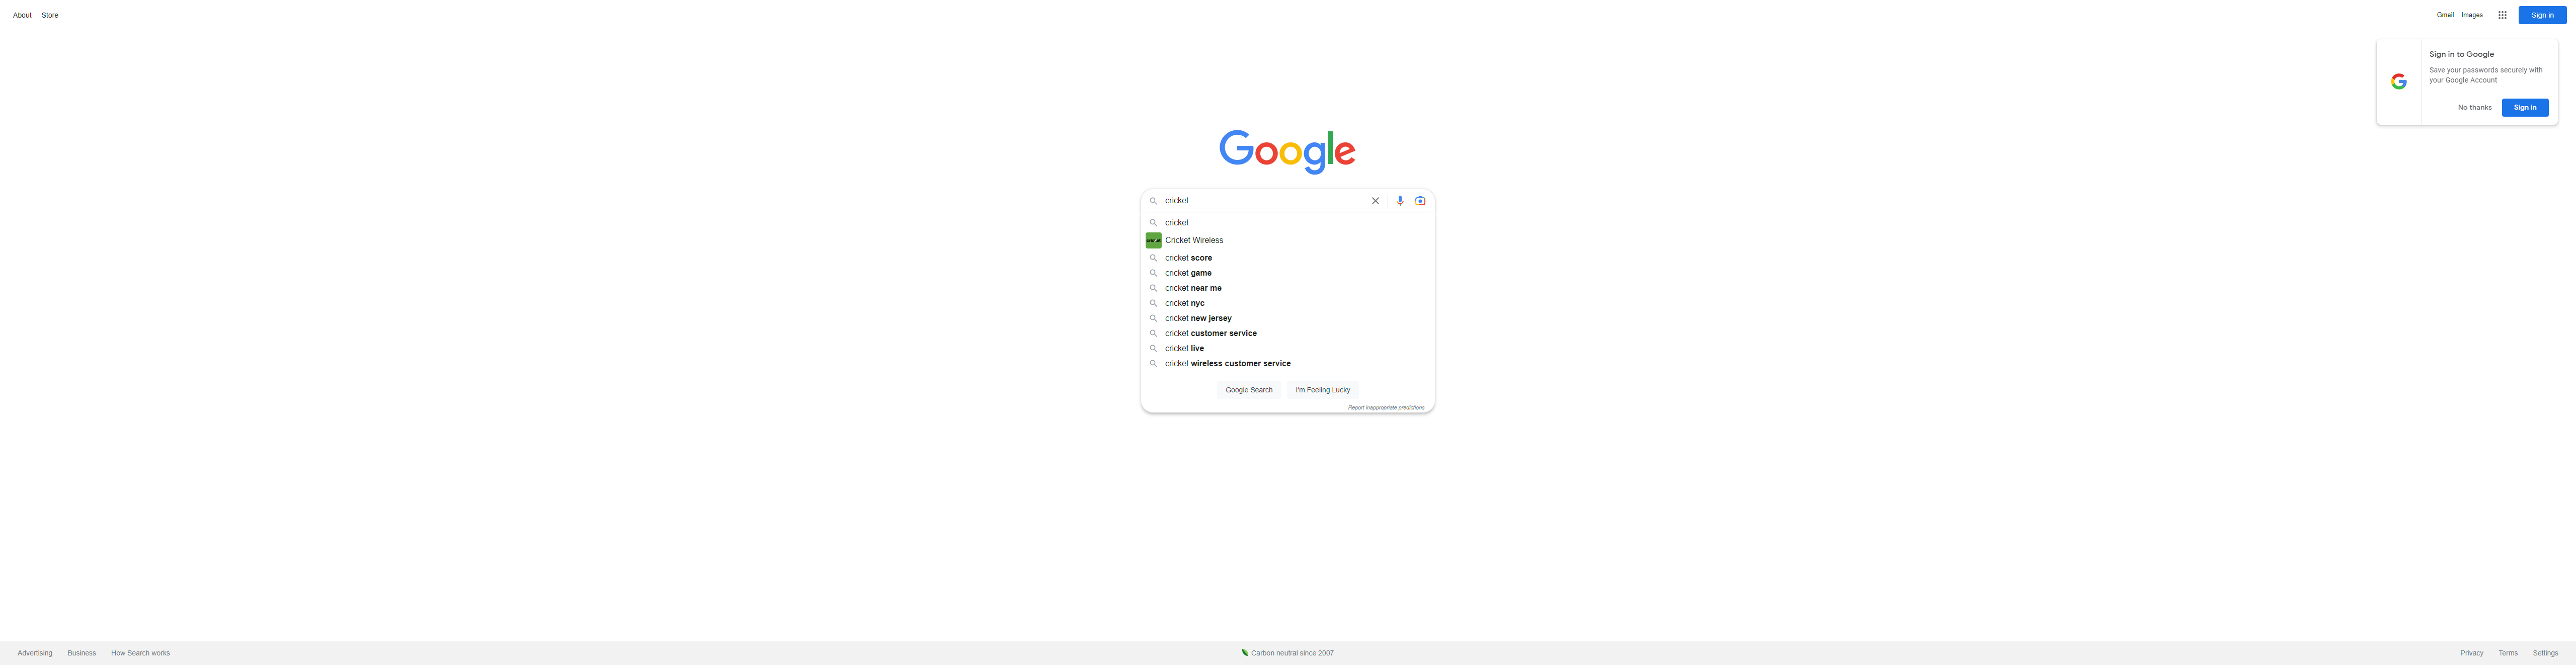 About Store Gmail Images Sign in
Sign in to Google
Save your passwords securely with
your Google Account
No thanks Sign in
Google
cricket
cricket
Cricket Wireless
cricket score
cricket game
cricket near me
cricket nyc
cricket new jersey
cricket customer service
cricket live
cricket wireless customer service
Google Search I'm Feeling Lucky
Report inappropriate predictions
Advertising Business How Search works Carbon neutral since 2007 Privacy Terms Settings